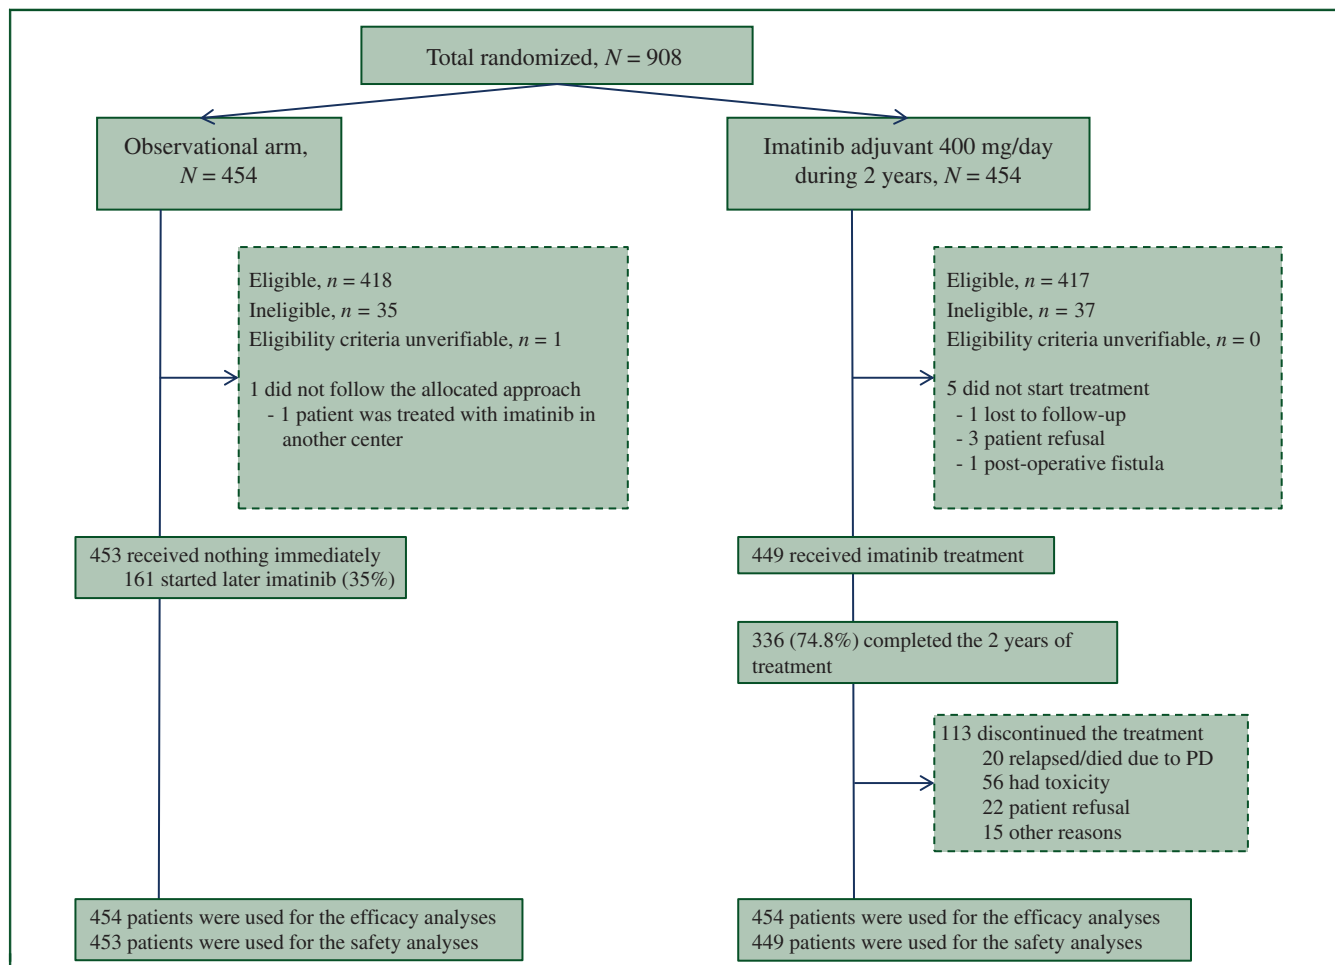 Total randomized, N = 908
Observational arm,
N = 454
Imatinib adjuvant 400 mg/day
during 2 years, N = 454
Eligible, n = 418
Ineligible, n = 35
Eligibility criteria unverifiable, n = 1
1 did not follow the allocated approach
- 1 patient was treated with imatinib in
another center
Eligible, n = 417
Ineligible, n = 37
Eligibility criteria unverifiable, n = 0
5 did not start treatment
- 1 lost to follow-up
- 3 patient refusal
- 1 post-operative fistula
453 received nothing immediately
161 started later imatinib (35%)
449 received imatinib treatment
336 (74.8%) completed the 2 years of
treatment
113 discontinued the treatment
20 relapsed/died due to PD
56 had toxicity
22 patient refusal
15 other reasons
454 patients were used for the efficacy analyses
453 patients were used for the safety analyses
454 patients were used for the efficacy analyses
449 patients were used for the safety analyses